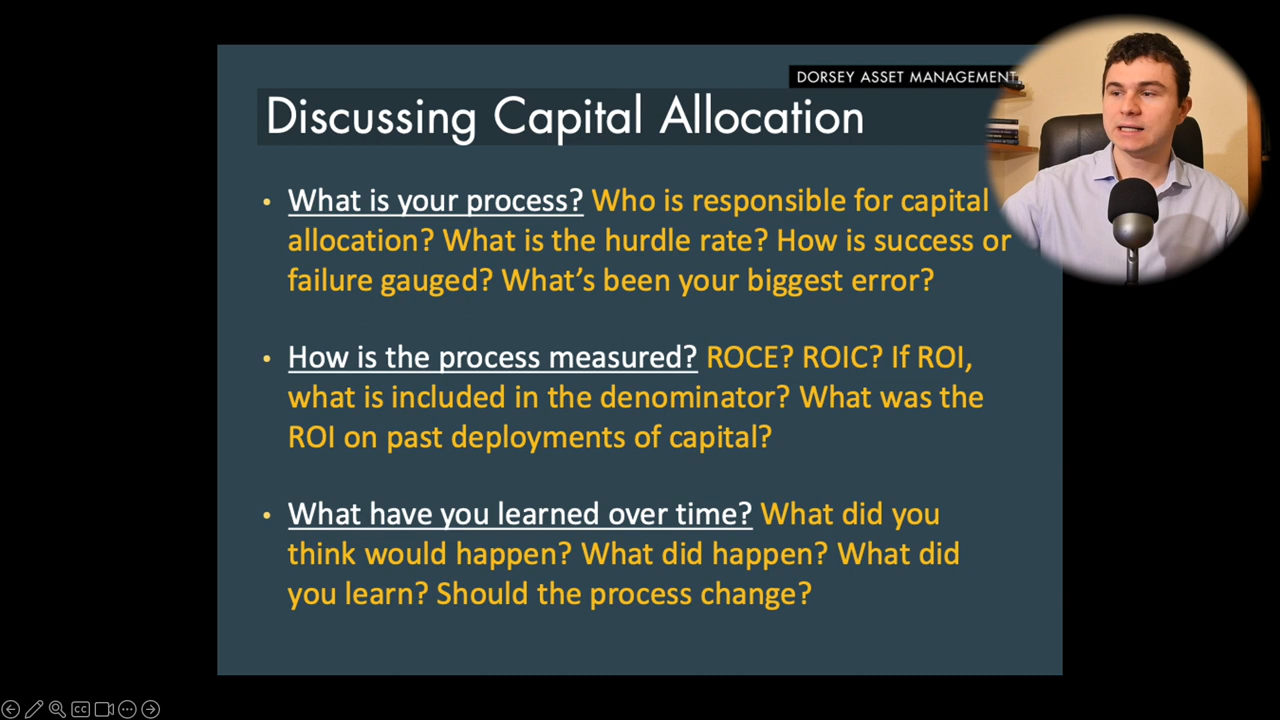 DORSEY ASSET MANAGEMENT
Discussing Capital Allocation
• What is your process? Who is responsible for capital
allocation? What is the hurdle rate? How is success or
failure gauged? What’s been your biggest error?
• How is the process measured? ROCE? ROIC? If ROI,
what is included in the denominator? What was the
ROI on past deployments of capital?
• What have you learned over time? What did you
think would happen? What did happen? What did
you learn? Should the process change?
CC